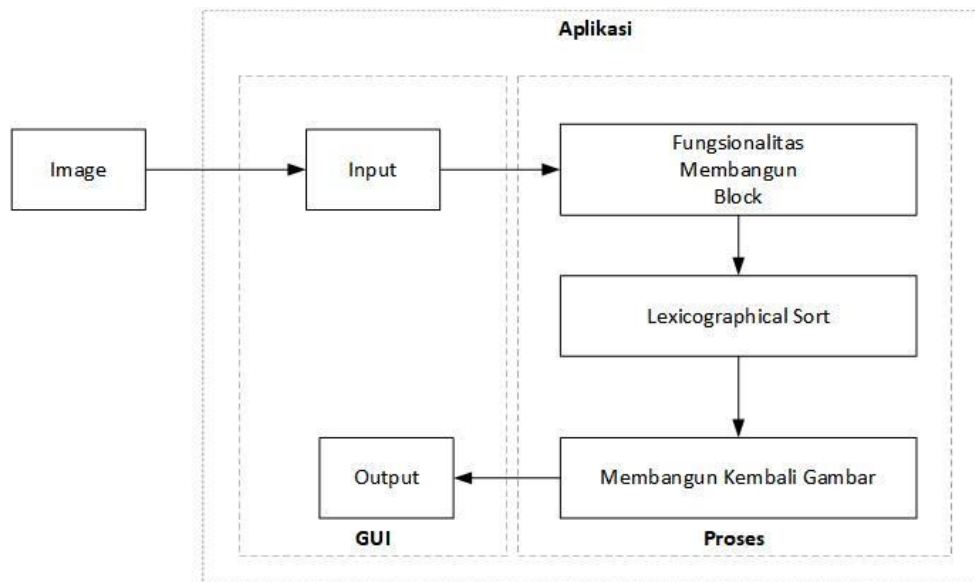 Aplikasi
Image
Input
Fungsionalitas
Membangun
Block
Lexicographical Sort
Output
Membangun Kembali Gambar
GUI
Proses